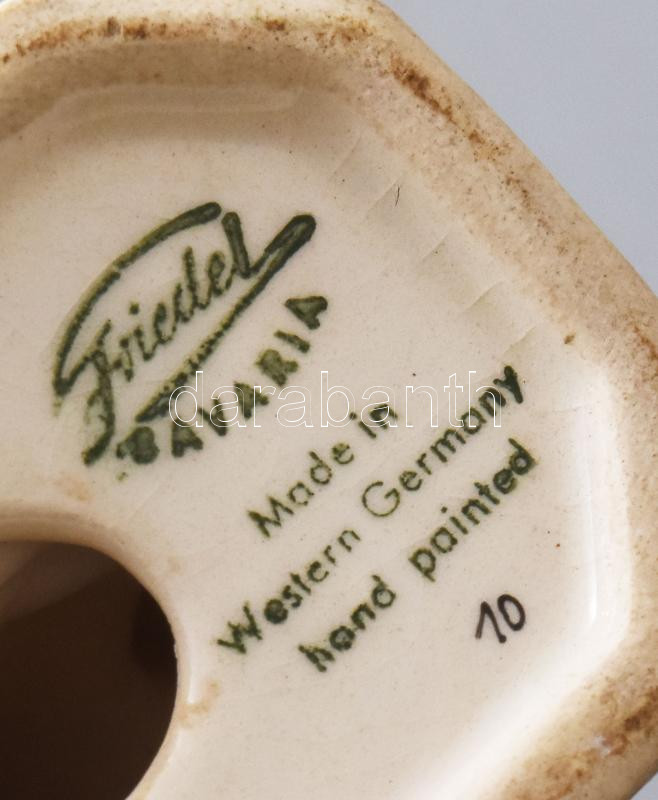 Friedel
BAVARIA
darabanth
Made in
Western Germany
hand painted
10